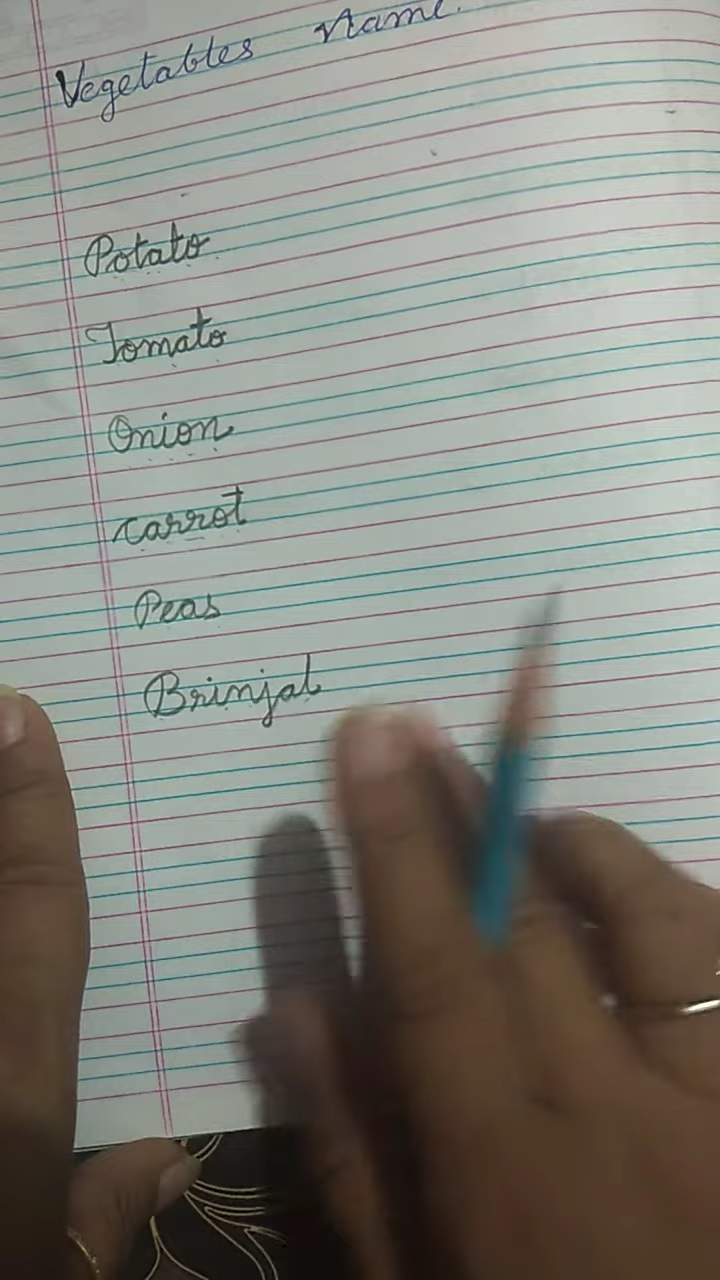 Vegetables Name.
Potato
Tomato
Onion
Carrot
Peas
Brinjal